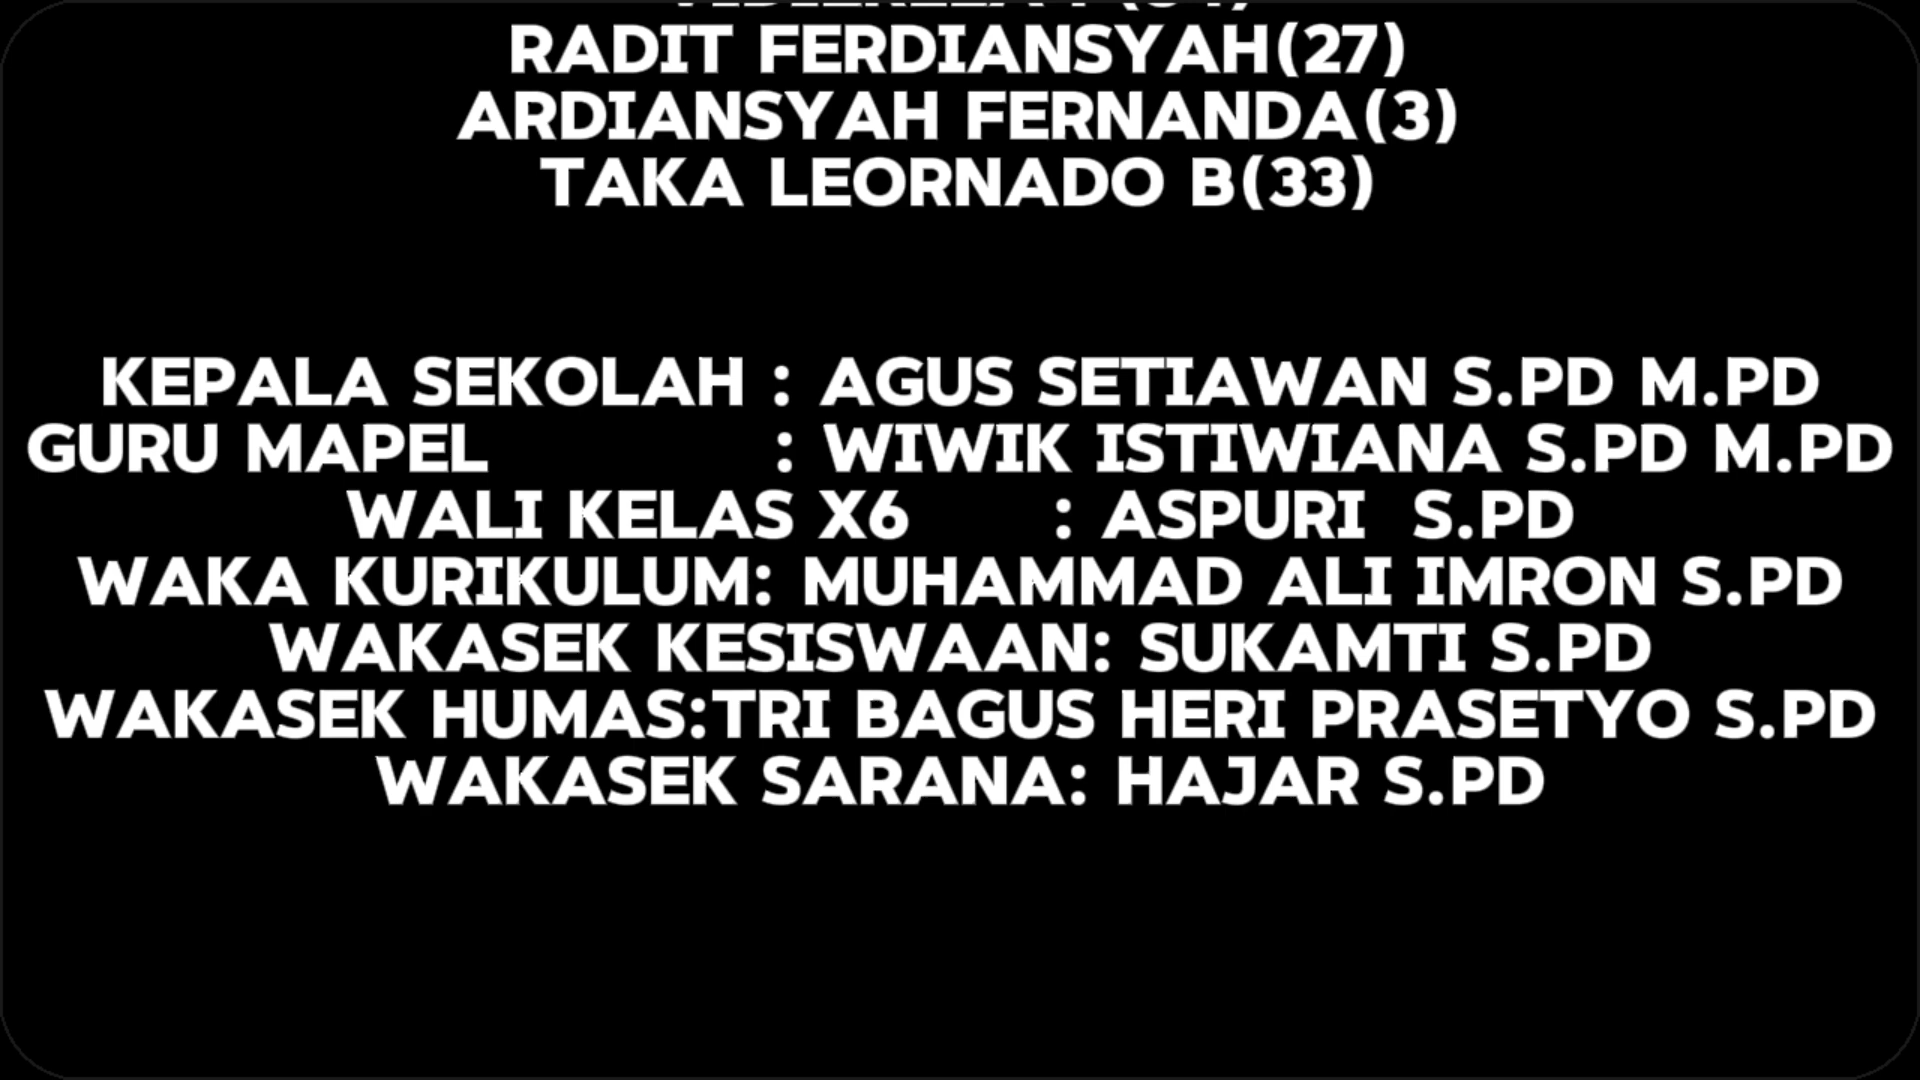 RADIT FERDIANSYAH(27)
ARDIANSYAH FERNANDA(3)
TAKA LEORNADO B(33)
KEPALA SEKOLAH : AGUS SETIAWAN S.PD M.PD
GURU MAPEL : WIWIK ISTIWIANA S.PD M.PD
WALI KELAS X6 : ASPURI S.PD
WAKA KURIKULUM: MUHAMMAD ALI IMRON S.PD
WAKASEK KESISWAAN: SUKAMTI S.PD
WAKASEK HUMAS:TRI BAGUS HERI PRASETYO S.PD
WAKASEK SARANA: HAJAR S.PD